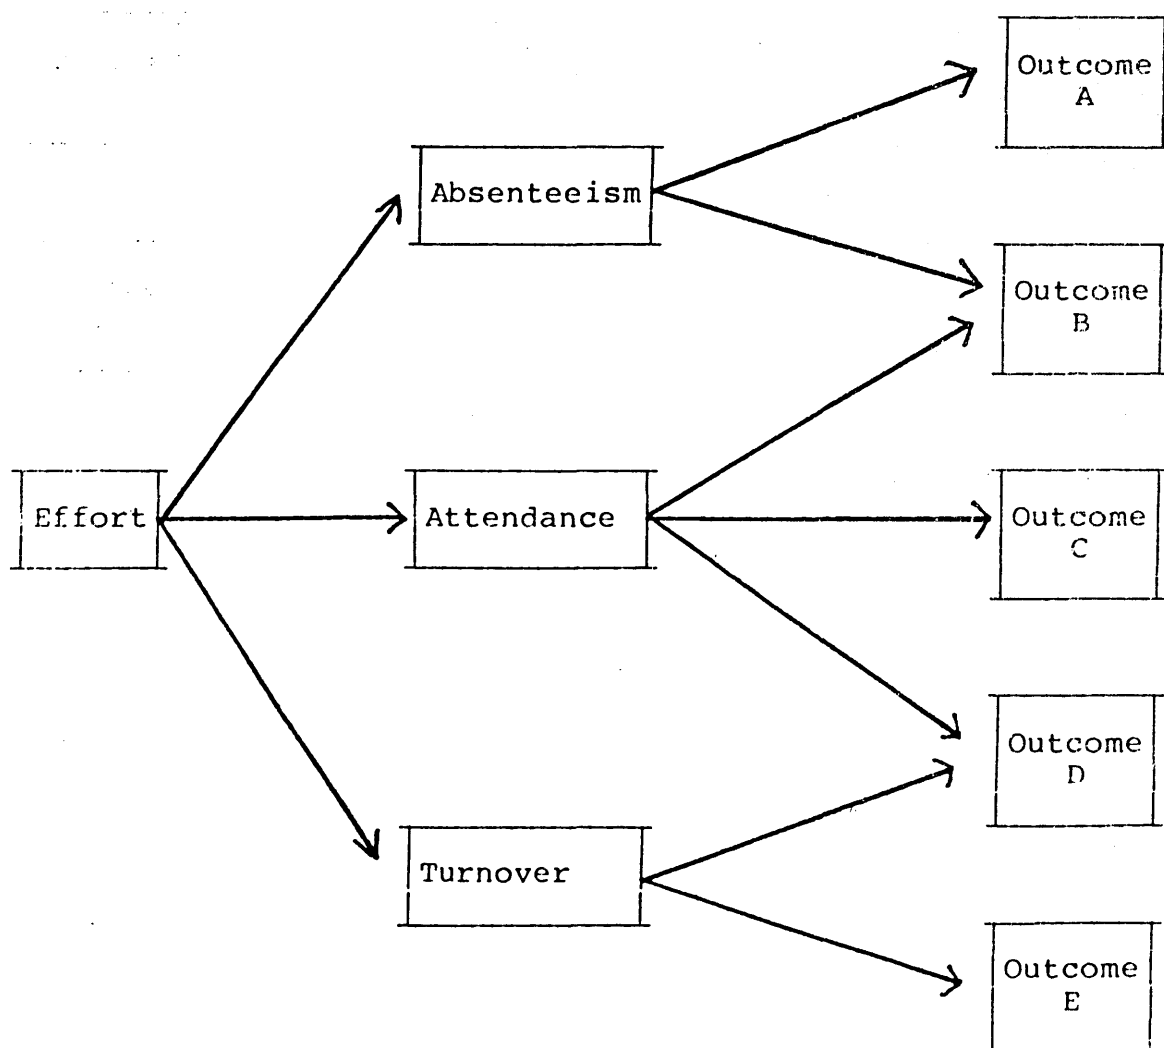 Outcome
A
Absenteeism
Outcome
B
Effort
Attendance
Outcome
C
Outcome
D
Turnover
Outcome
E